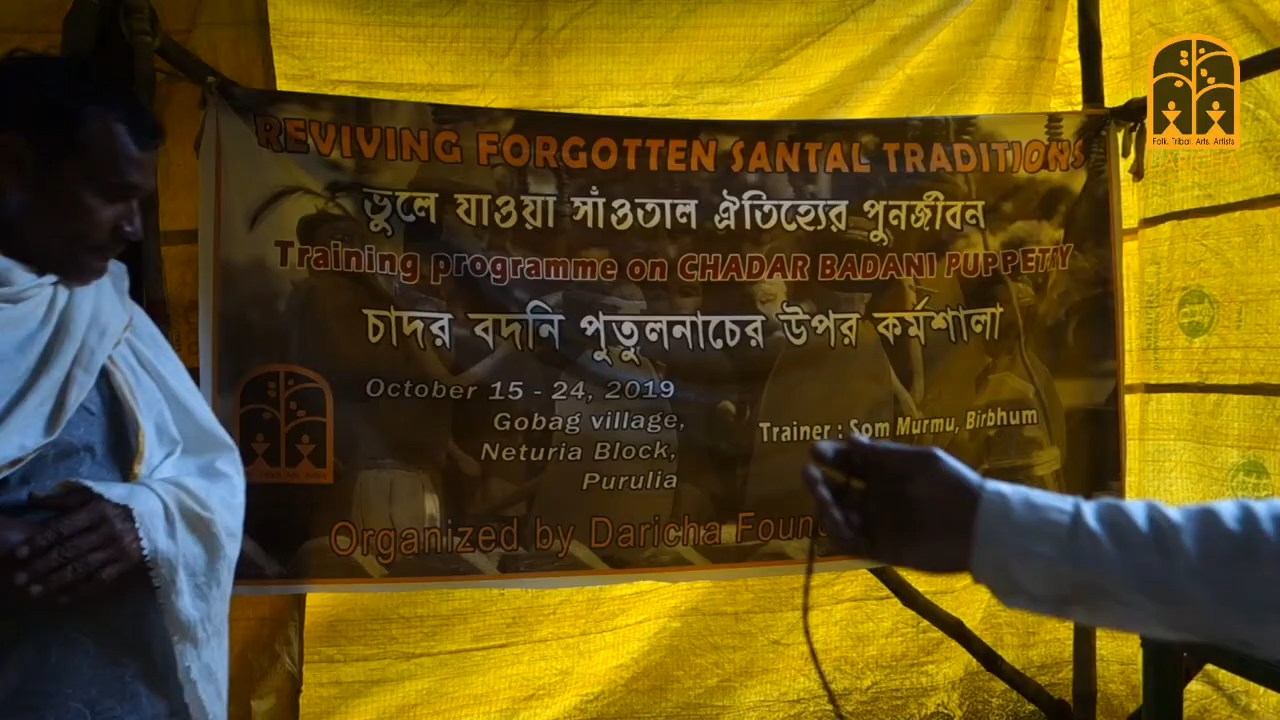 REVIVING FORGOTTEN SANTAL TRADITIONS
ভুলে যাওয়া সাঁওতাল ঐতিহ্যের পুনর্জীবন
Training programme on CHADAR BADANI PUPPETRY
চাদর বদনি পুতুলনাচের উপর কর্মশালা
October 15 - 24, 2019
Gobag village,
Neturia Block,
Purulia
Trainer : Som Murmu, Birbhum
Organized by Daricha
Folk. Tribal. Arts. Artists
DARICHA